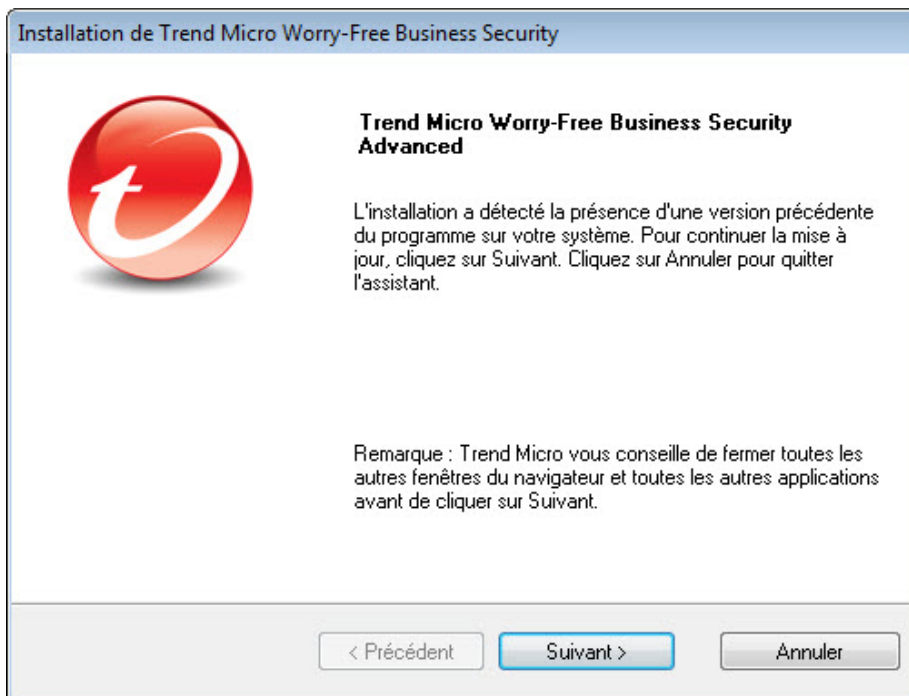 Installation de Trend Micro Worry-Free Business Security
Trend Micro Worry-Free Business Security
Advanced
L'installation a détecté la présence d'une version précédente
du programme sur votre système. Pour continuer la mise à
jour, cliquez sur Suivant. Cliquez sur Annuler pour quitter
l'assistant.
Remarque : Trend Micro vous conseille de fermer toutes les
autres fenêtres du navigateur et toutes les autres applications
avant de cliquer sur Suivant.
< Précédent
Suivant >
Annuler